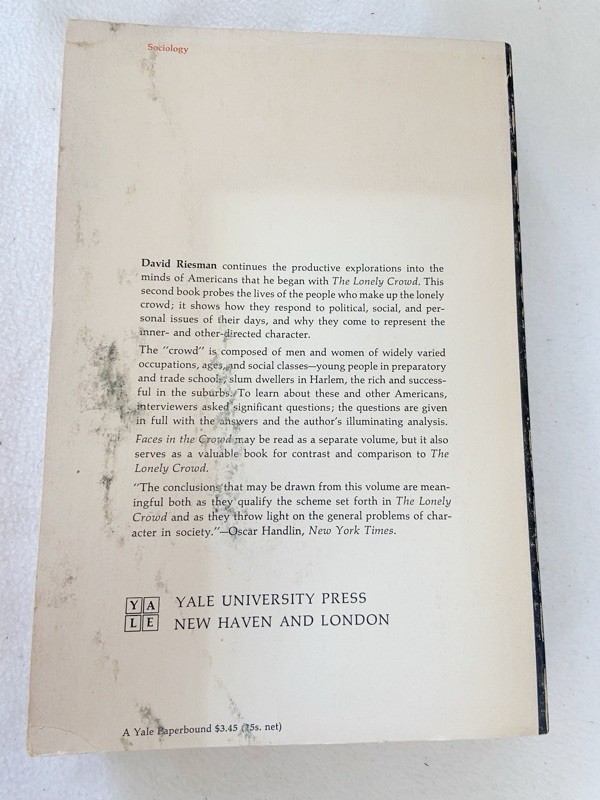 Sociology
David Riesman continues the productive explorations into the
minds of Americans that he began with The Lonely Crowd. This
second book probes the lives of the people who make up the lonely
crowd; it shows how they respond to political, social, and per-
sonal issues of their days, and why they come to represent the
inner- and other-directed character.
The "crowd" is composed of men and women of widely varied
occupations, ages, and social classes—young people in preparatory
and trade schools, slum dwellers in Harlem, the rich and success-
ful in the suburbs. To learn about these and other Americans,
interviewers asked significant questions; the questions are given
in full with the answers and the author's illuminating analysis.
Faces in the Crowd may be read as a separate volume, but it also
serves as a valuable book for contrast and comparison to The
Lonely Crowd.
"The conclusions that may be drawn from this volume are mean-
ingful both as they qualify the scheme set forth in The Lonely
Crowd and as they throw light on the general problems of char-
acter in society."—Oscar Handlin, New York Times.
YA
LE
YALE UNIVERSITY PRESS
NEW HAVEN AND LONDON
A Yale Paperbound $3.45 (25s. net)